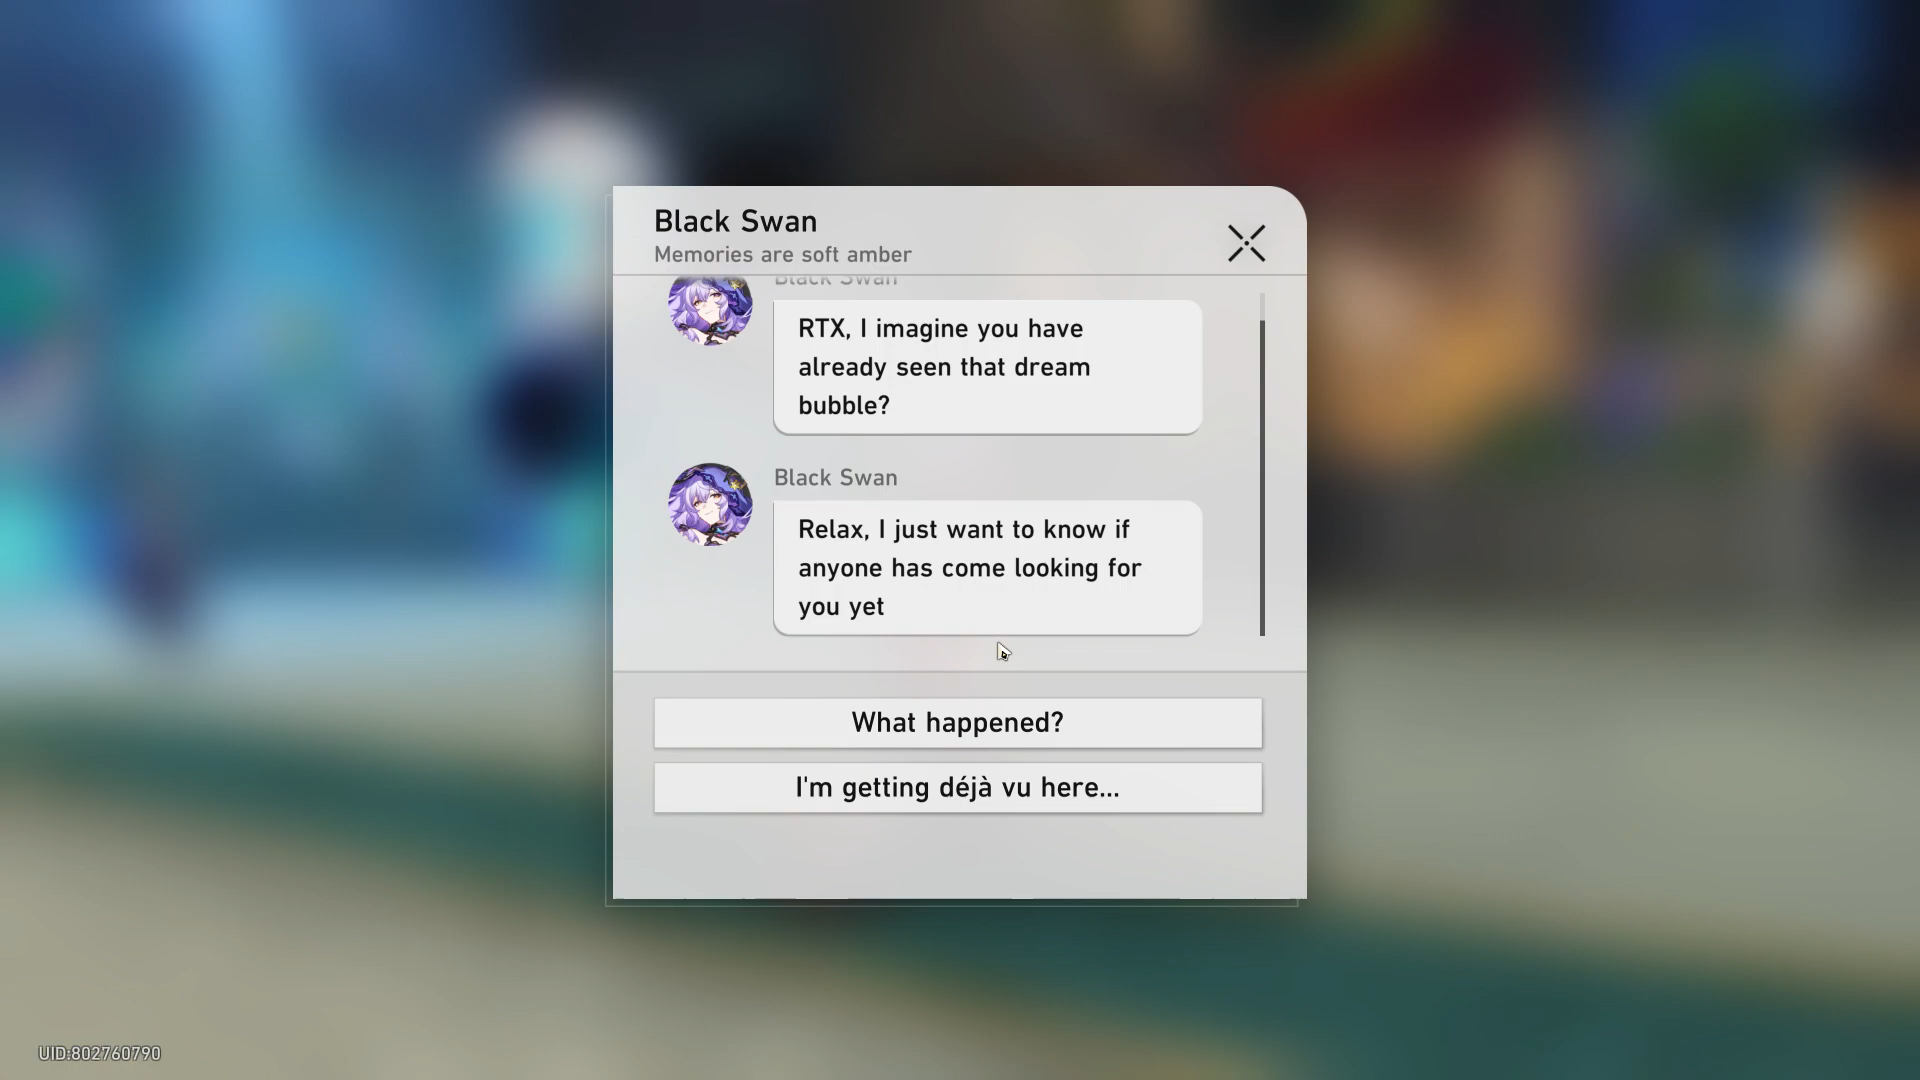 Black Swan
Memories are soft amber
Black Swan
RTX, I imagine you have
already seen that dream
bubble?
Black Swan
Relax, I just want to know if
anyone has come looking for
you yet
What happened?
I'm getting déjà vu here...
UID:802760790